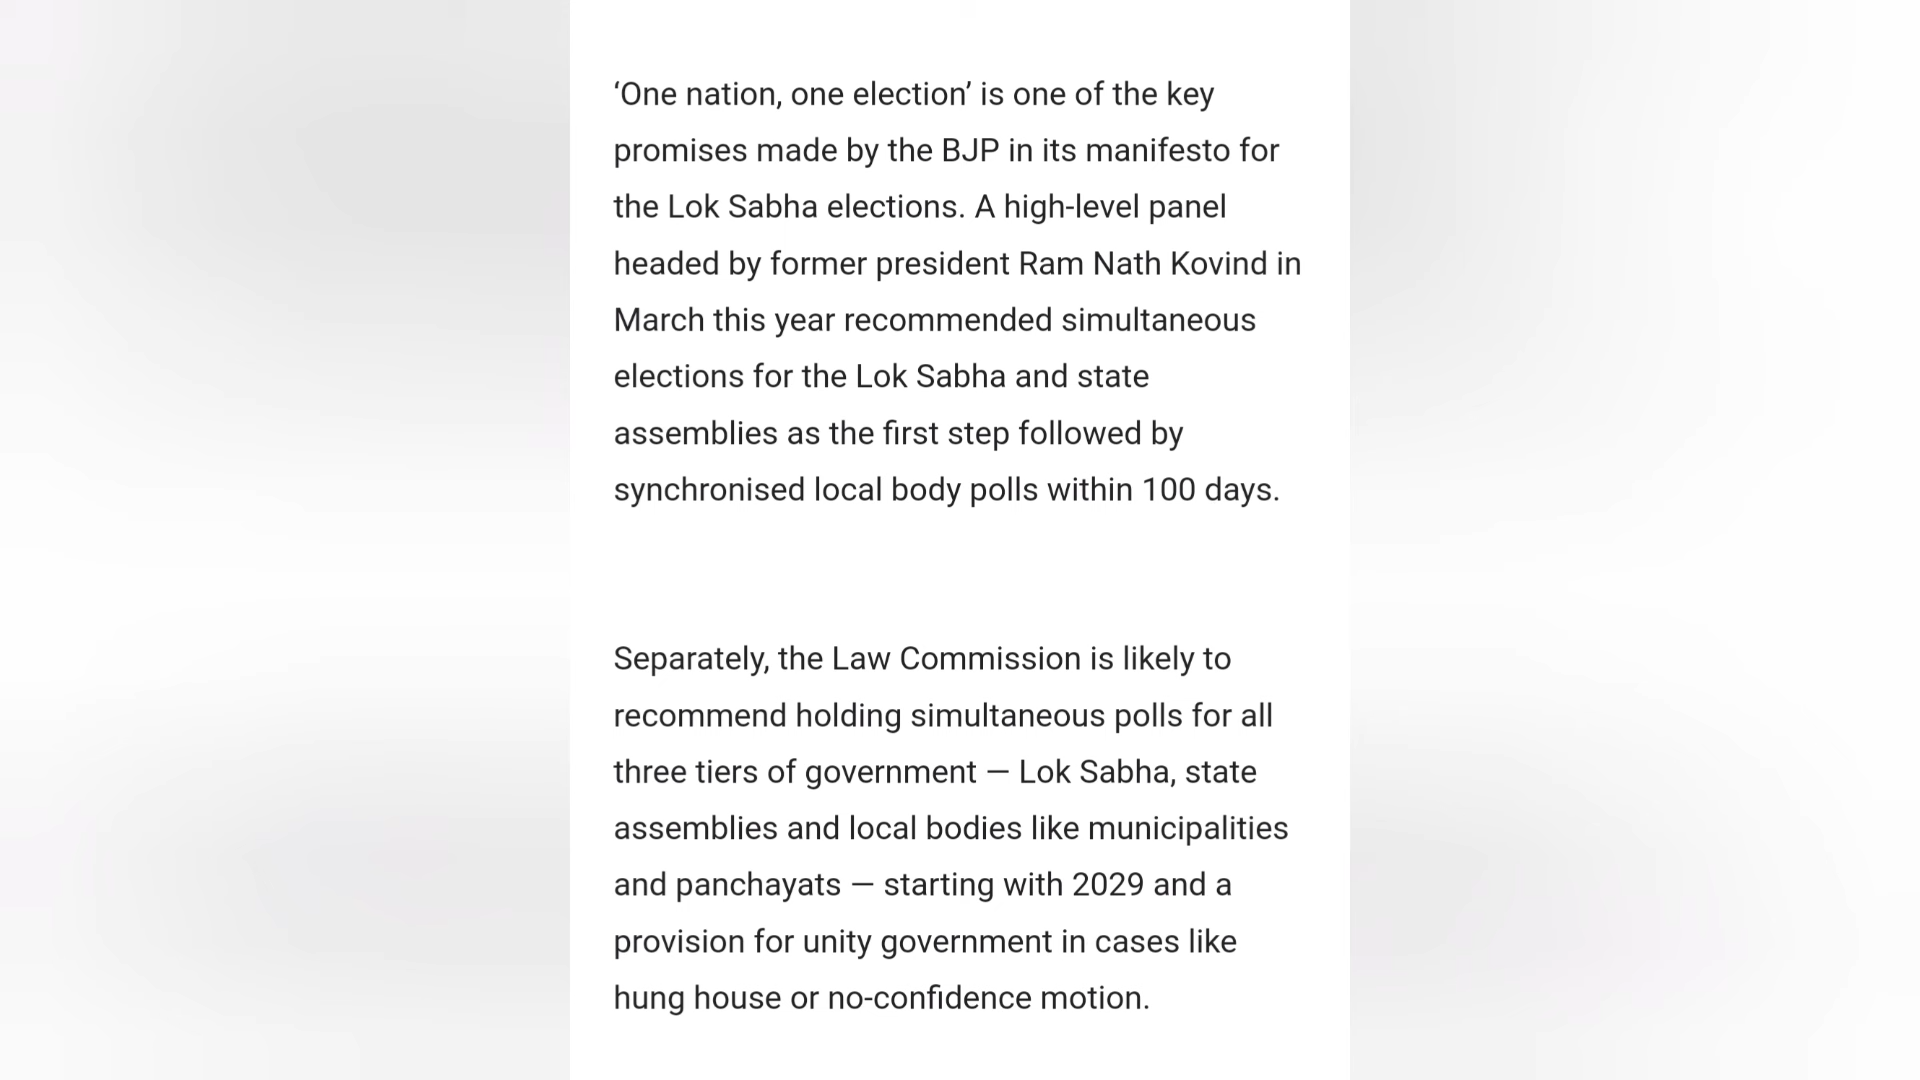 ‘One nation, one election’ is one of the key
promises made by the BJP in its manifesto for
the Lok Sabha elections. A high-level panel
headed by former president Ram Nath Kovind in
March this year recommended simultaneous
elections for the Lok Sabha and state
assemblies as the first step followed by
synchronised local body polls within 100 days.
Separately, the Law Commission is likely to
recommend holding simultaneous polls for all
three tiers of government — Lok Sabha, state
assemblies and local bodies like municipalities
and panchayats — starting with 2029 and a
provision for unity government in cases like
hung house or no-confidence motion.